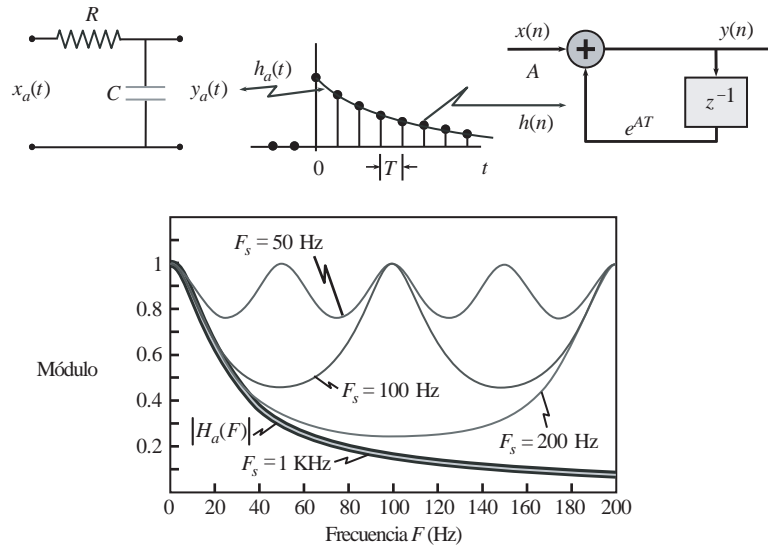 R
x_a(t)
C
y_a(t)
h_a(t)
0
T
t
x(n)
+
y(n)
A
z^{-1}
h(n)
e^{AT}
F_s = 50 Hz
1
0.8
0.6
0.4
0.2
Módulo
F_s = 100 Hz
|H_a(F)|
F_s = 200 Hz
F_s = 1 KHz
0 20 40 60 80 100 120 140 160 180 200
Frecuencia F (Hz)